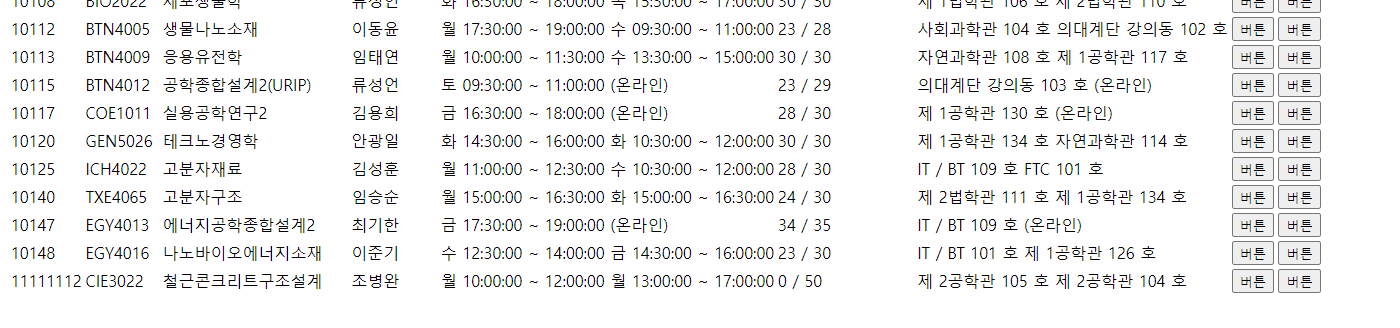 10108 BIO2022 세포생물학 류성언 화 16:30:00 ~ 18:00:00 목 15:30:00 ~ 17:00:00 30 / 30 제 1법학관 106 호 제 2법학관 110 호 버튼 버튼
10112 BTN4005 생물나노소재 이동윤 월 17:30:00 ~ 19:00:00 수 09:30:00 ~ 11:00:00 23 / 28 사회과학관 104 호 의대계단 강의동 102 호 버튼 버튼
10113 BTN4009 응용유전학 임태연 월 10:00:00 ~ 11:30:00 수 13:30:00 ~ 15:00:00 30 / 30 자연과학관 108 호 제 1공학관 117 호 버튼 버튼
10115 BTN4012 공학종합설계2(URIP) 류성언 토 09:30:00 ~ 11:00:00 (온라인) 23 / 29 의대계단 강의동 103 호 (온라인) 버튼 버튼
10117 COE1011 실용공학연구2 김용희 금 16:30:00 ~ 18:00:00 (온라인) 28 / 30 제 1공학관 130 호 (온라인) 버튼 버튼
10120 GEN5026 테크노경영학 안광일 화 14:30:00 ~ 16:00:00 화 10:30:00 ~ 12:00:00 30 / 30 제 1공학관 134 호 자연과학관 114 호 버튼 버튼
10125 ICH4022 고분자재료 김성훈 월 11:00:00 ~ 12:30:00 수 10:30:00 ~ 12:00:00 28 / 30 IT / BT 109 호 FTC 101 호 버튼 버튼
10140 TXE4065 고분자구조 임승순 월 15:00:00 ~ 16:30:00 화 15:00:00 ~ 16:30:00 24 / 30 제 2법학관 111 호 제 1공학관 134 호 버튼 버튼
10147 EGY4013 에너지공학종합설계2 최기한 금 17:30:00 ~ 19:00:00 (온라인) 34 / 35 IT / BT 109 호 (온라인) 버튼 버튼
10148 EGY4016 나노바이오에너지소재 이준기 수 12:30:00 ~ 14:00:00 금 14:30:00 ~ 16:00:00 23 / 30 IT / BT 101 호 제 1공학관 126 호 버튼 버튼
11111112 CIE3022 철근콘크리트구조설계 조병완 월 10:00:00 ~ 12:00:00 월 13:00:00 ~ 17:00:00 0 / 50 제 2공학관 105 호 제 2공학관 104 호 버튼 버튼